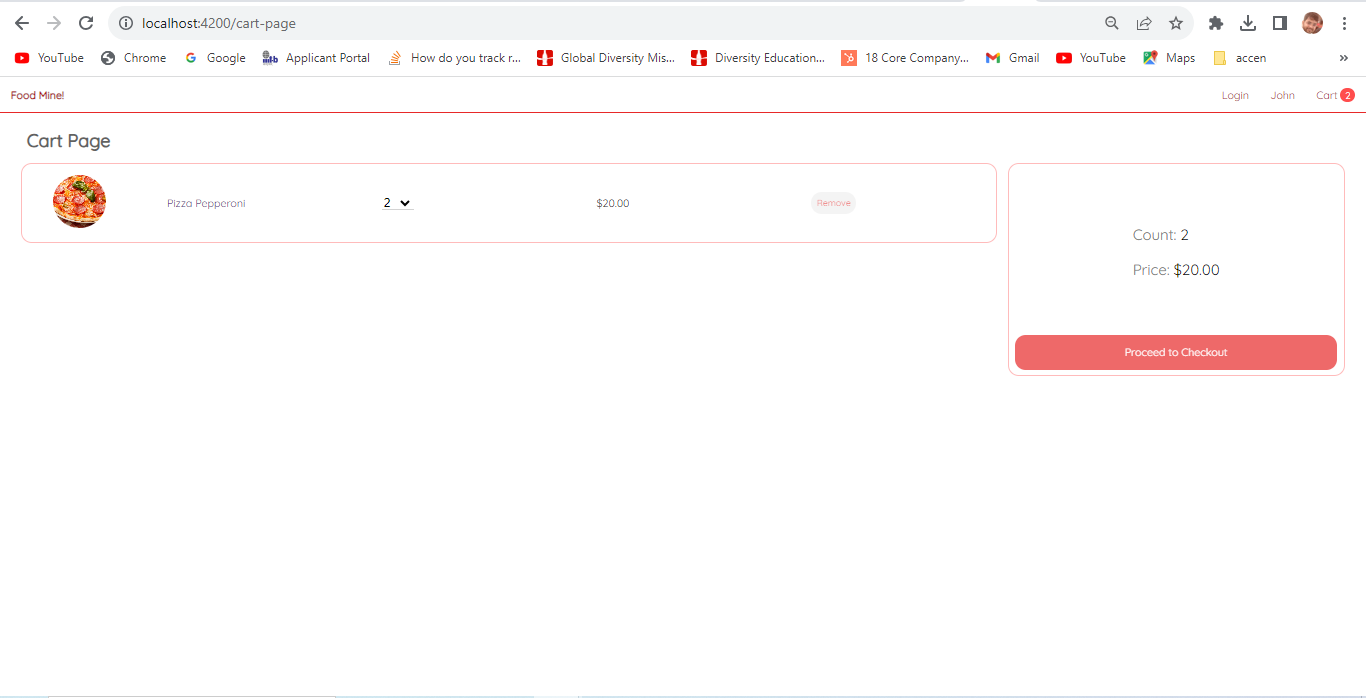 localhost:4200/cart-page
YouTube Chrome Google Applicant Portal How do you track r... Global Diversity Mis... Diversity Education... 18 Core Company... Gmail YouTube Maps accen »
Food Mine! Login John Cart 2
Cart Page
Pizza Pepperoni 2 $20.00 Remove
Count: 2
Price: $20.00
Proceed to Checkout